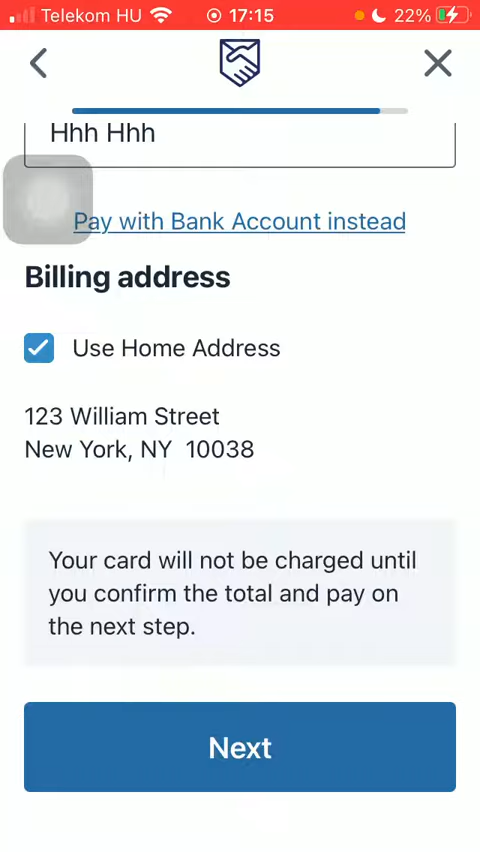 Telekom HU 17:15 22%
Hhh Hhh
Pay with Bank Account instead
Billing address
Use Home Address
123 William Street
New York, NY 10038
Your card will not be charged until
you confirm the total and pay on
the next step.
Next